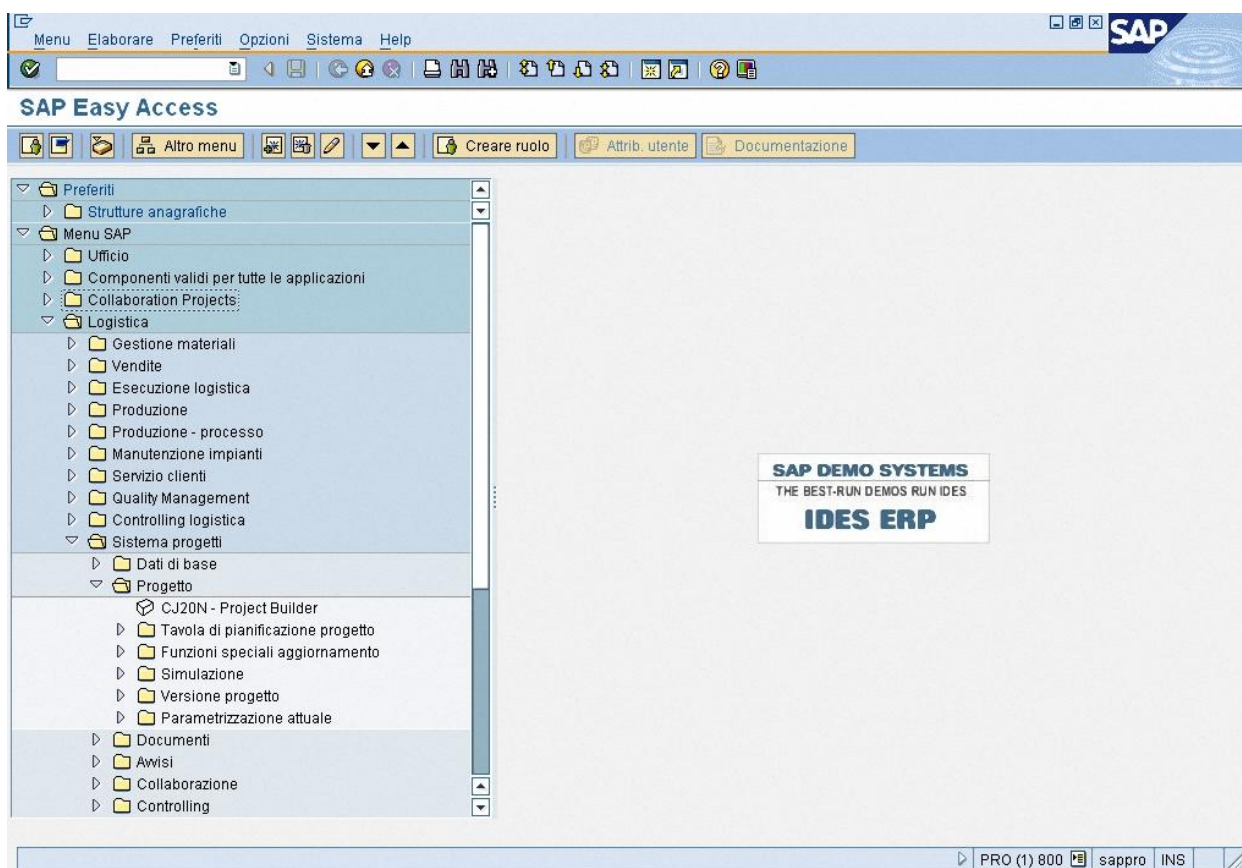 Menu Elaborare Preferiti Opzioni Sistema Help
SAP
SAP Easy Access
Altro menu Creare ruolo Attrib. utente Documentazione
Preferiti
Strutture anagrafiche
Menu SAP
Ufficio
Componenti validi per tutte le applicazioni
Collaboration Projects
Logistica
Gestione materiali
Vendite
Esecuzione logistica
Produzione
Produzione - processo
Manutenzione impianti
Servizio clienti
Quality Management
Controlling logistica
Sistema progetti
Dati di base
Progetto
CJ20N - Project Builder
Tavola di pianificazione progetto
Funzioni speciali aggiornamento
Simulazione
Versione progetto
Parametrizzazione attuale
Documenti
Avvisi
Collaborazione
Controlling
SAP DEMO SYSTEMS
THE BEST-RUN DEMOS RUN IDES
IDES ERP
PRO (1) 800 sappro INS